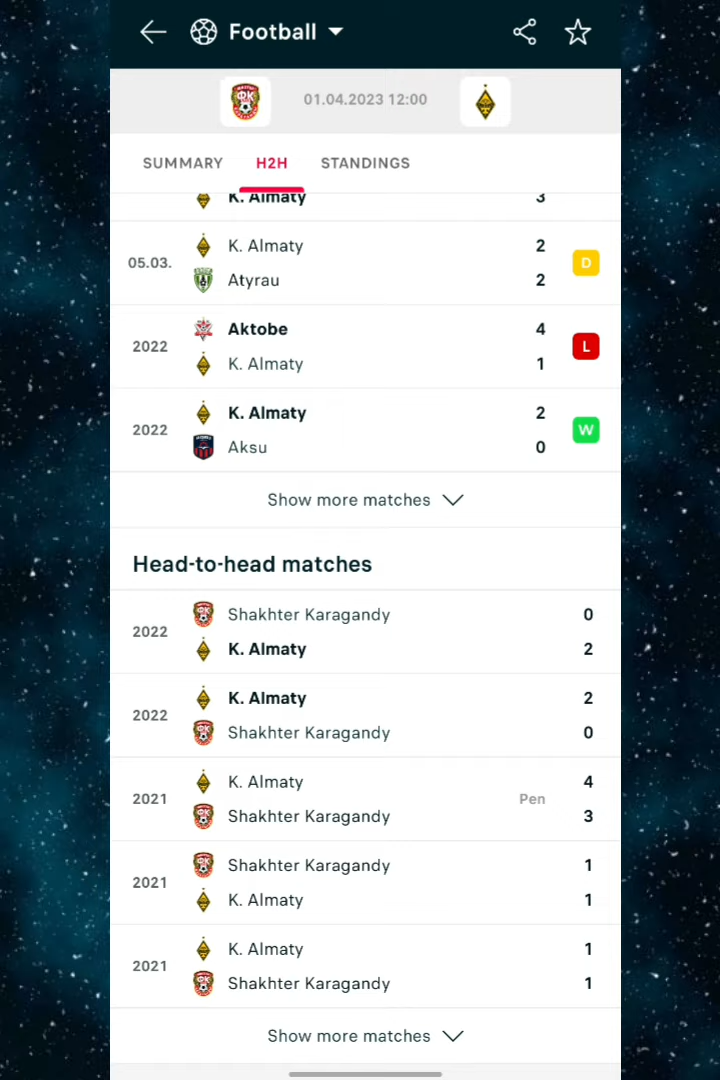 Football
01.04.2023 12:00
SUMMARY H2H STANDINGS
K. Almaty 3
05.03.
K. Almaty 2
Atyrau 2
D
2022
Aktobe 4
K. Almaty 1
L
2022
K. Almaty 2
Aksu 0
W
Show more matches
Head-to-head matches
2022
Shakhter Karagandy 0
K. Almaty 2
2022
K. Almaty 2
Shakhter Karagandy 0
2021
K. Almaty 4
Pen
Shakhter Karagandy 3
2021
Shakhter Karagandy 1
K. Almaty 1
2021
K. Almaty 1
Shakhter Karagandy 1
Show more matches